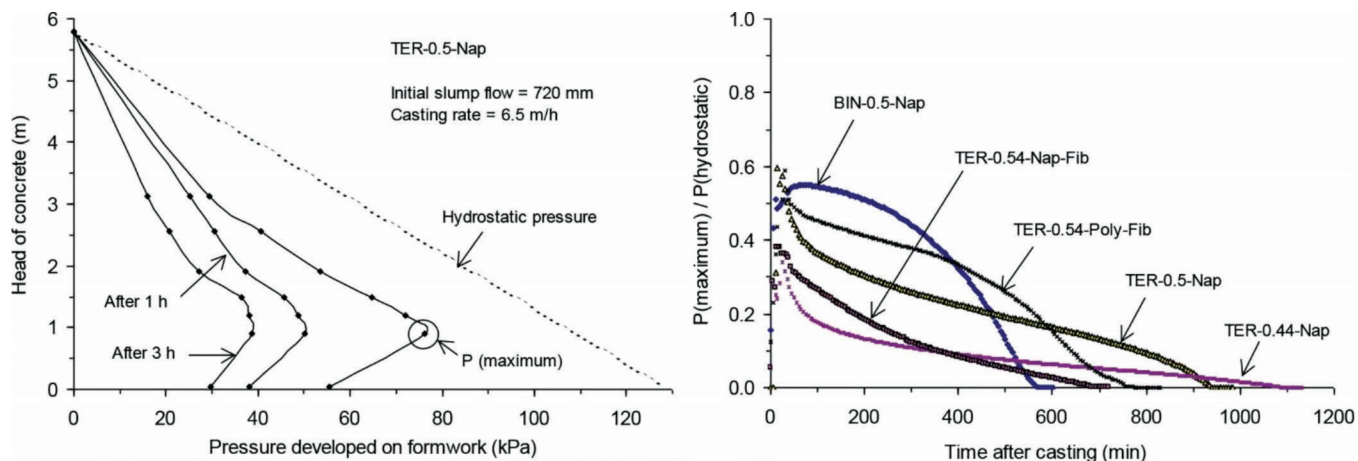 6
5
4
3
2
1
0
Head of concrete (m)
TER-0.5-Nap
Initial slump flow = 720 mm
Casting rate = 6.5 m/h
Hydrostatic pressure
After 1 h
After 3 h
P (maximum)
0 20 40 60 80 100 120
Pressure developed on formwork (kPa)
1.0
0.8
0.6
0.4
0.2
0.0
P(maximum) / P(hydrostatic)
BIN-0.5-Nap
TER-0.54-Nap-Fib
TER-0.54-Poly-Fib
TER-0.5-Nap
TER-0.44-Nap
0 200 400 600 800 1000 1200
Time after casting (min)